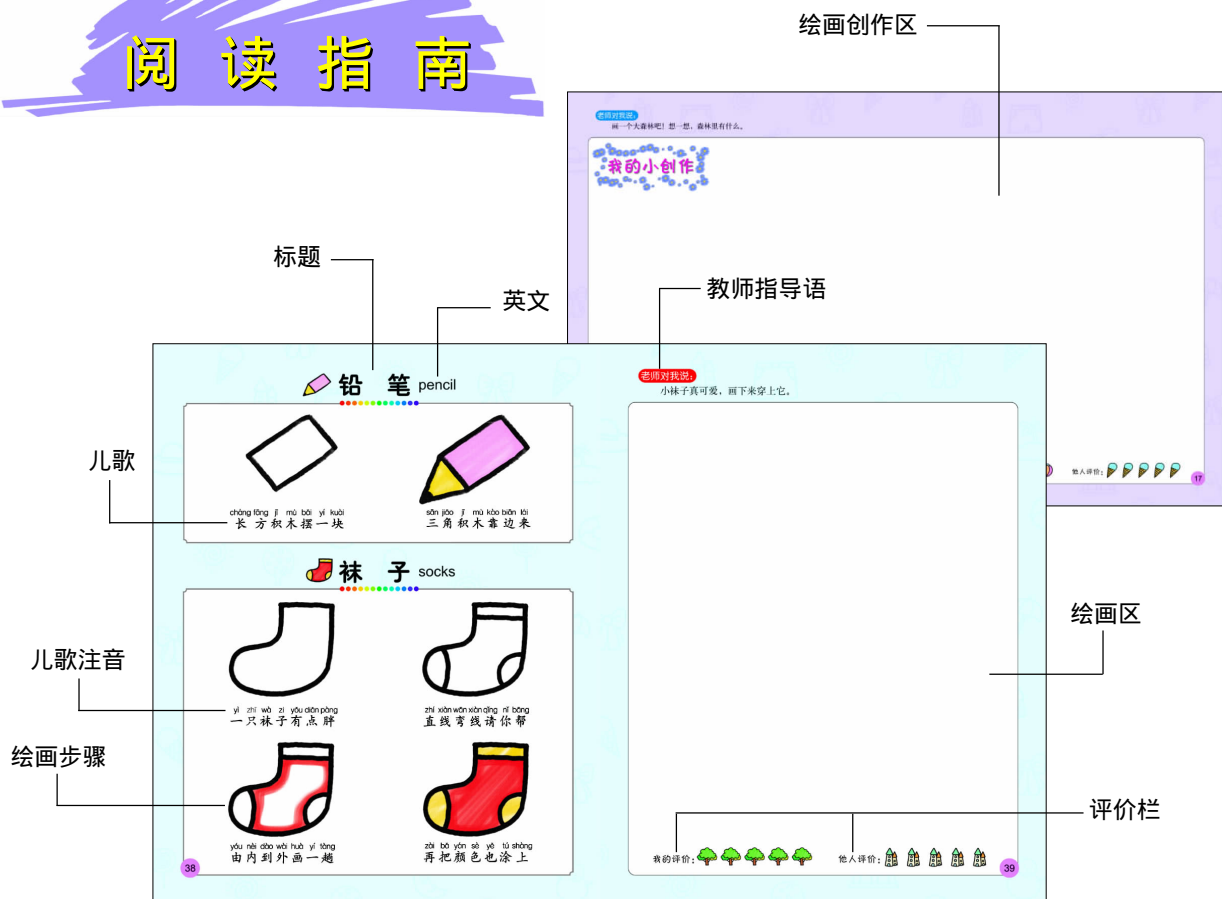 阅读指南
绘画创作区
老师对我说:
画一个大森林吧!想一想,森林里有什么。
我的小创作
标题
英文
教师指导语
铅笔 pencil
老师对我说:
小袜子真可爱,画下来穿上它。
儿歌
cháng fāng jī mù bǎi yí kuài
长方积木摆一块
sān jiǎo jī mù kào biān lái
三角积木靠边来
他人评价:
17
袜子 socks
绘画区
儿歌注音
yì zhī wà zi yǒu diǎn pàng
一只袜子有点胖
zhí xiàn wān xiàn qǐng nǐ bāng
直线弯线请你帮
绘画步骤
评价栏
yóu nèi dào wài huà yí tàng
由内到外画一趟
zài bǎ yán sè yě tú shàng
再把颜色也涂上
我的评价:
他人评价:
38
39